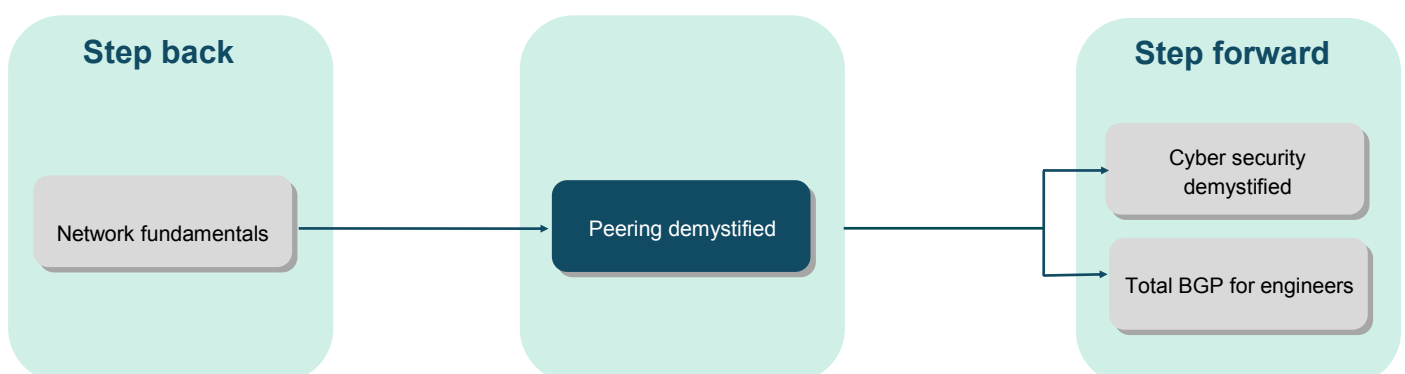 Step back
Step forward
Network fundamentals
Peering demystified
Cyber security
demystified
Total BGP for engineers